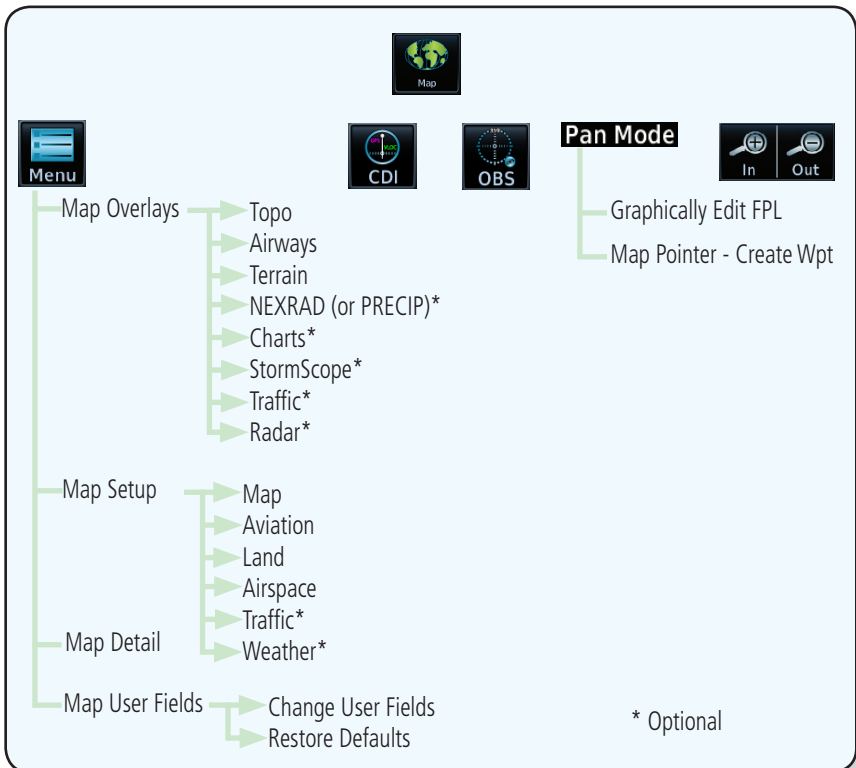 Map
Menu
CDI
OBS
Pan Mode
In
Out
Map Overlays
Topo
Airways
Terrain
NEXRAD (or PRECIP)*
Charts*
StormScope*
Traffic*
Radar*
Graphically Edit FPL
Map Pointer - Create Wpt
Map Setup
Map
Aviation
Land
Airspace
Traffic*
Weather*
Map Detail
Map User Fields
Change User Fields
Restore Defaults
* Optional